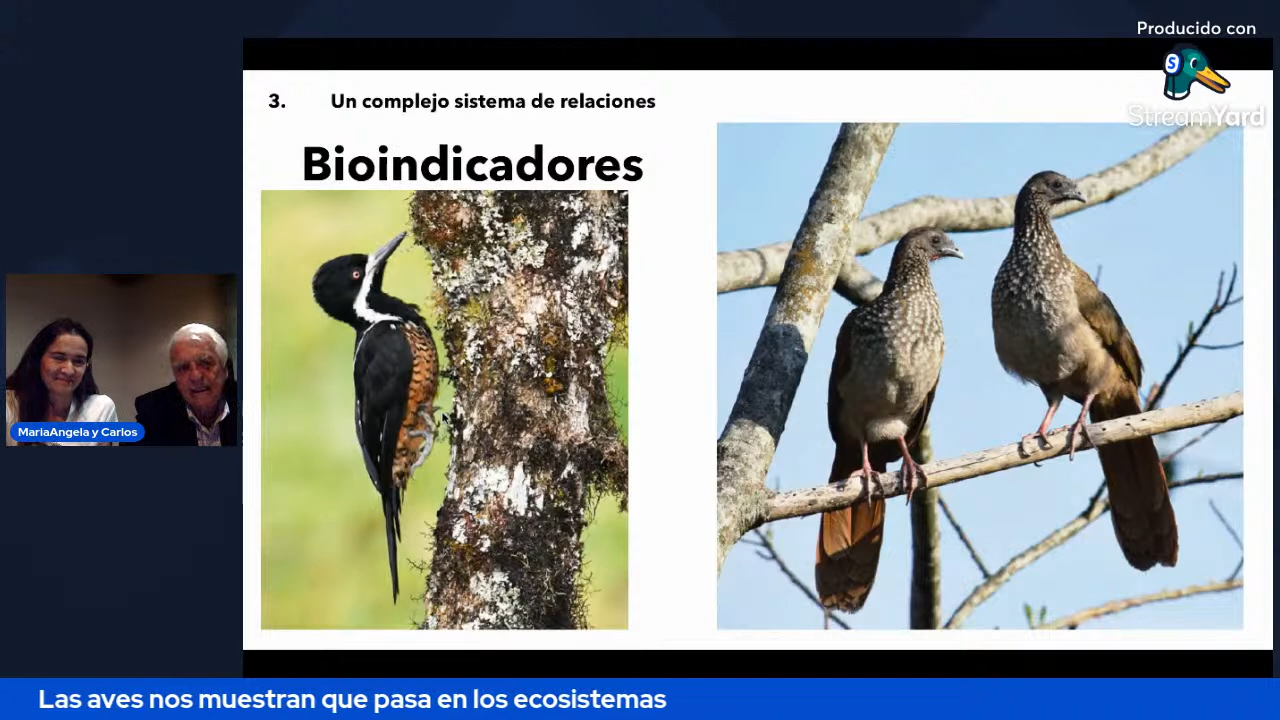 Producido con
S
StreamYard
3. Un complejo sistema de relaciones
Bioindicadores
MariaAngela y Carlos
Las aves nos muestran que pasa en los ecosistemas